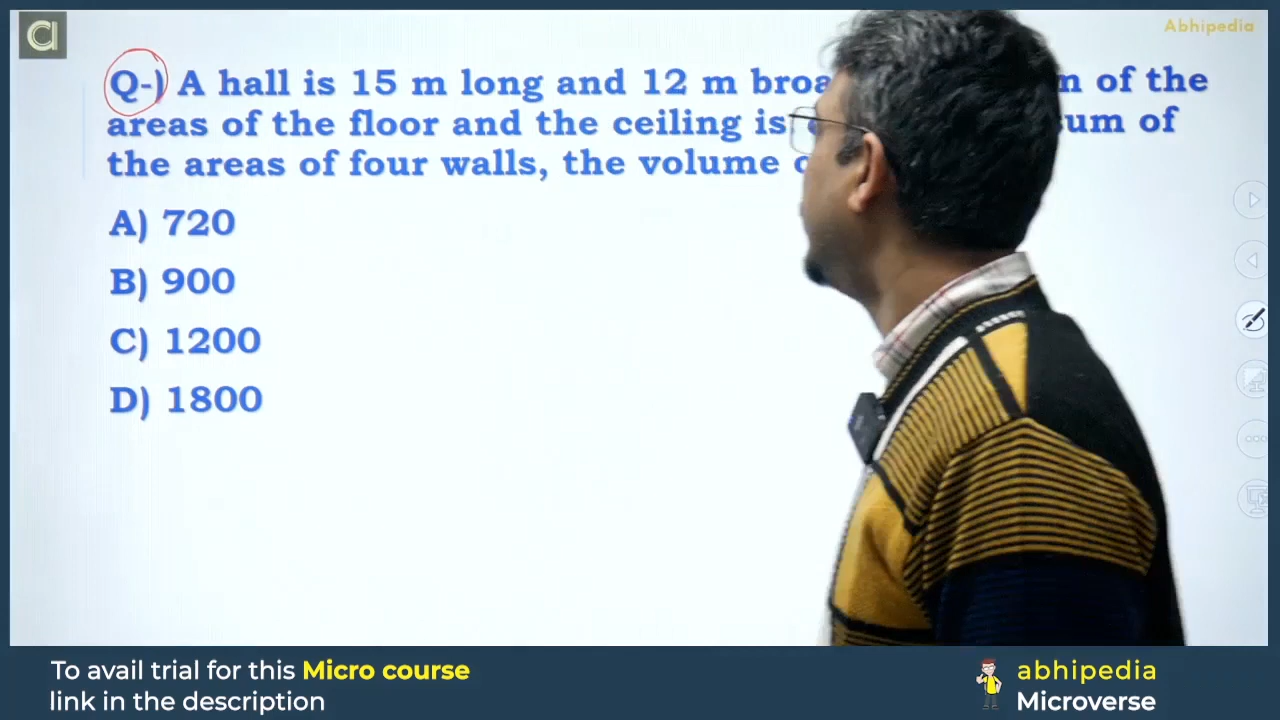 Abhipedia
Q-) A hall is 15 m long and 12 m of the
areas of the floor and the ceiling is sum of
the areas of four walls, the volume
A) 720
B) 900
C) 1200
D) 1800
To avail trial for this Micro course
link in the description
abhipedia
Microverse